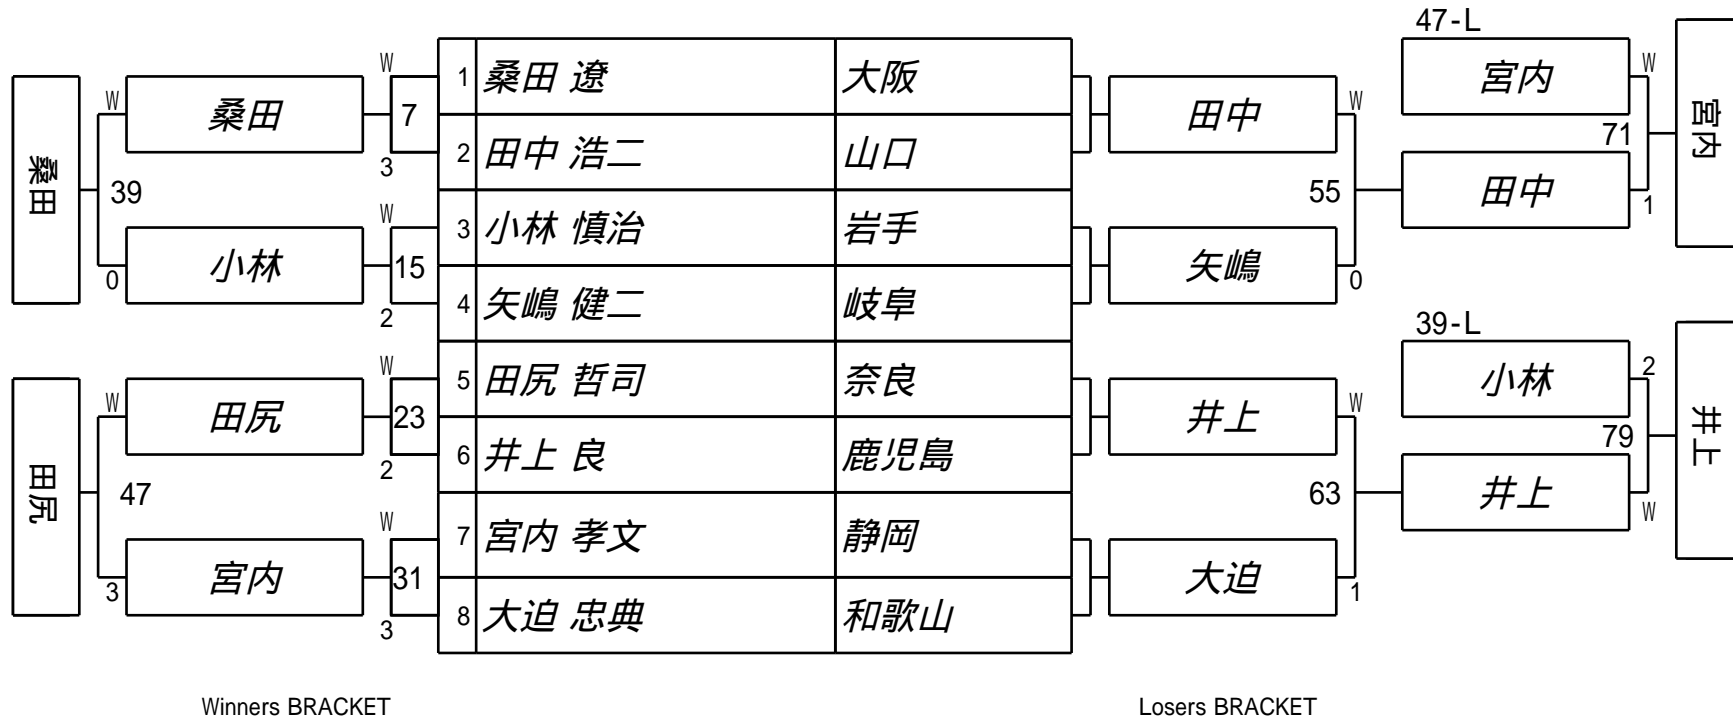 47-L
W
1 桑田 遼 大阪
宮内
W
W
桑田
7
田中
W
71
宮内
2 田中 浩二 山口
3
桑田
39
55
田中
1
W
3 小林 慎治 岩手
0
小林
15
矢嶋
0
4 矢嶋 健二 岐阜
2
39-L
W
5 田尻 哲司 奈良
小林
2
W
田尻
23
井上
W
79
井上
6 井上 良 鹿児島
2
田尻
47
63
井上
W
W
7 宮内 孝文 静岡
3
宮内
31
大迫
1
8 大迫 忠典 和歌山
3
Winners BRACKET
Losers BRACKET